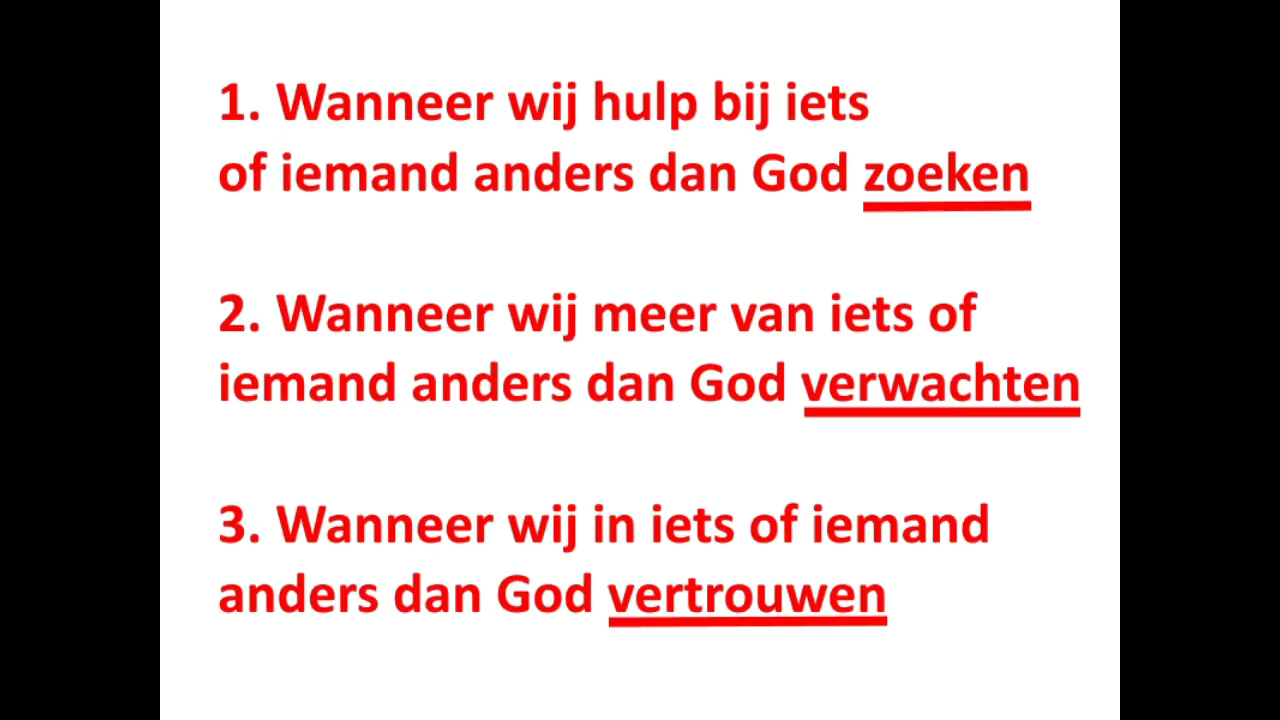 1. Wanneer wij hulp bij iets
of iemand anders dan God zoeken
2. Wanneer wij meer van iets of
iemand anders dan God verwachten
3. Wanneer wij in iets of iemand
anders dan God vertrouwen